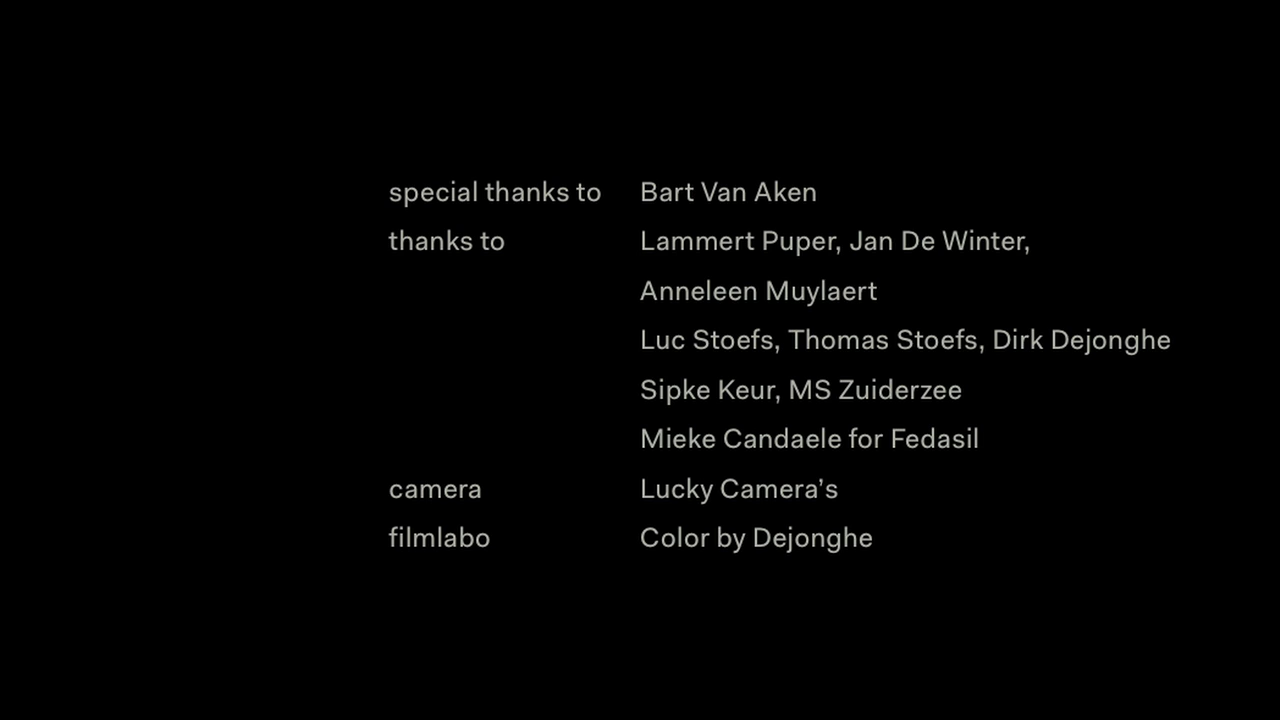 special thanks to Bart Van Aken
thanks to Lammert Puper, Jan De Winter,
Anneleen Muylaert
Luc Stoefs, Thomas Stoefs, Dirk Dejonghe
Sipke Keur, MS Zuiderzee
Mieke Candaele for Fedasil
camera Lucky Camera’s
filmlabo Color by Dejonghe